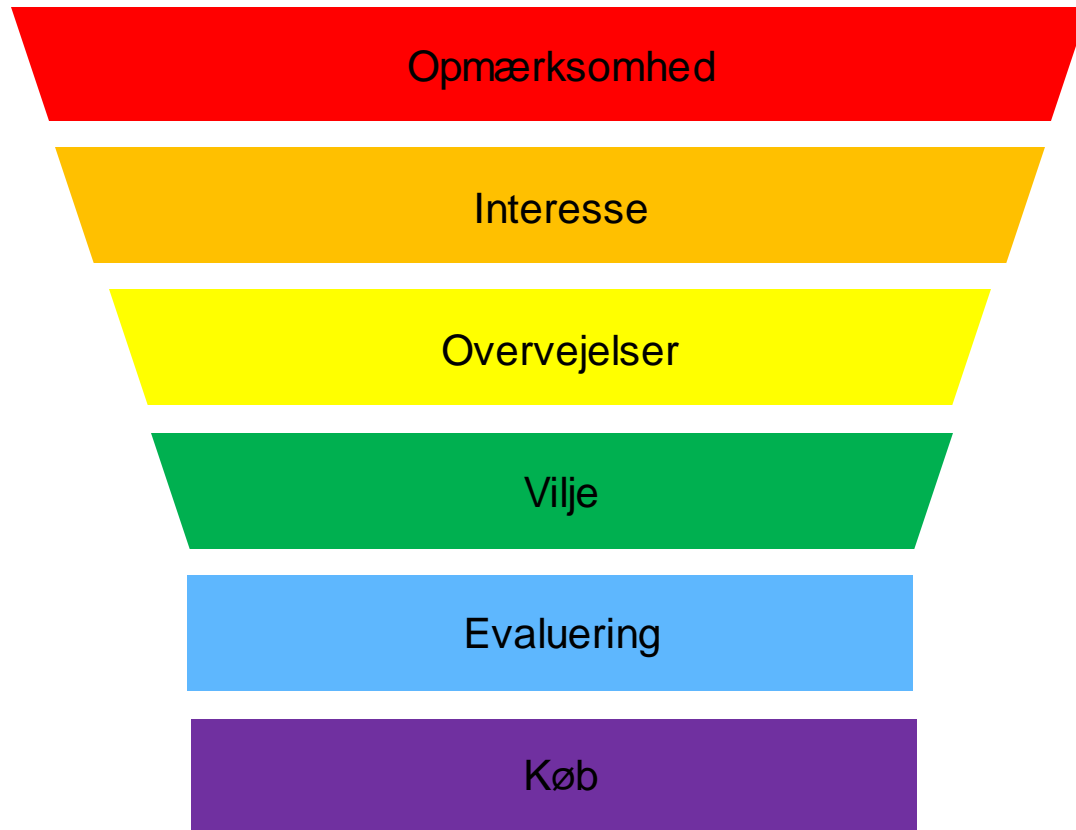 Opmærksomhed
Interesse
Overvejelser
Vilje
Evaluering
Køb